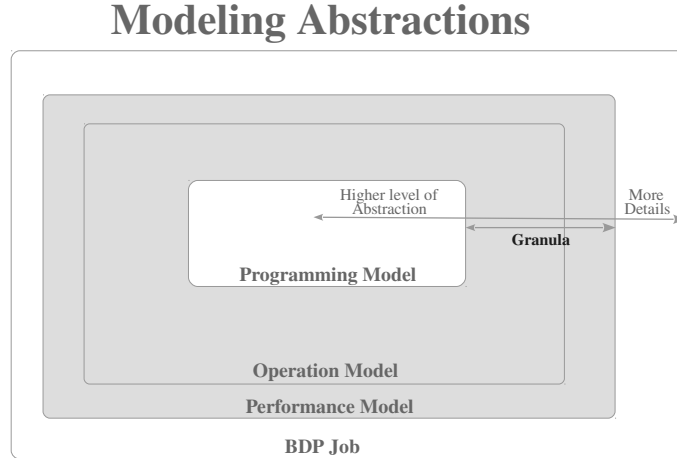 Modeling Abstractions
Higher level of
Abstraction
More
Details
Granula
Programming Model
Operation Model
Performance Model
BDP Job